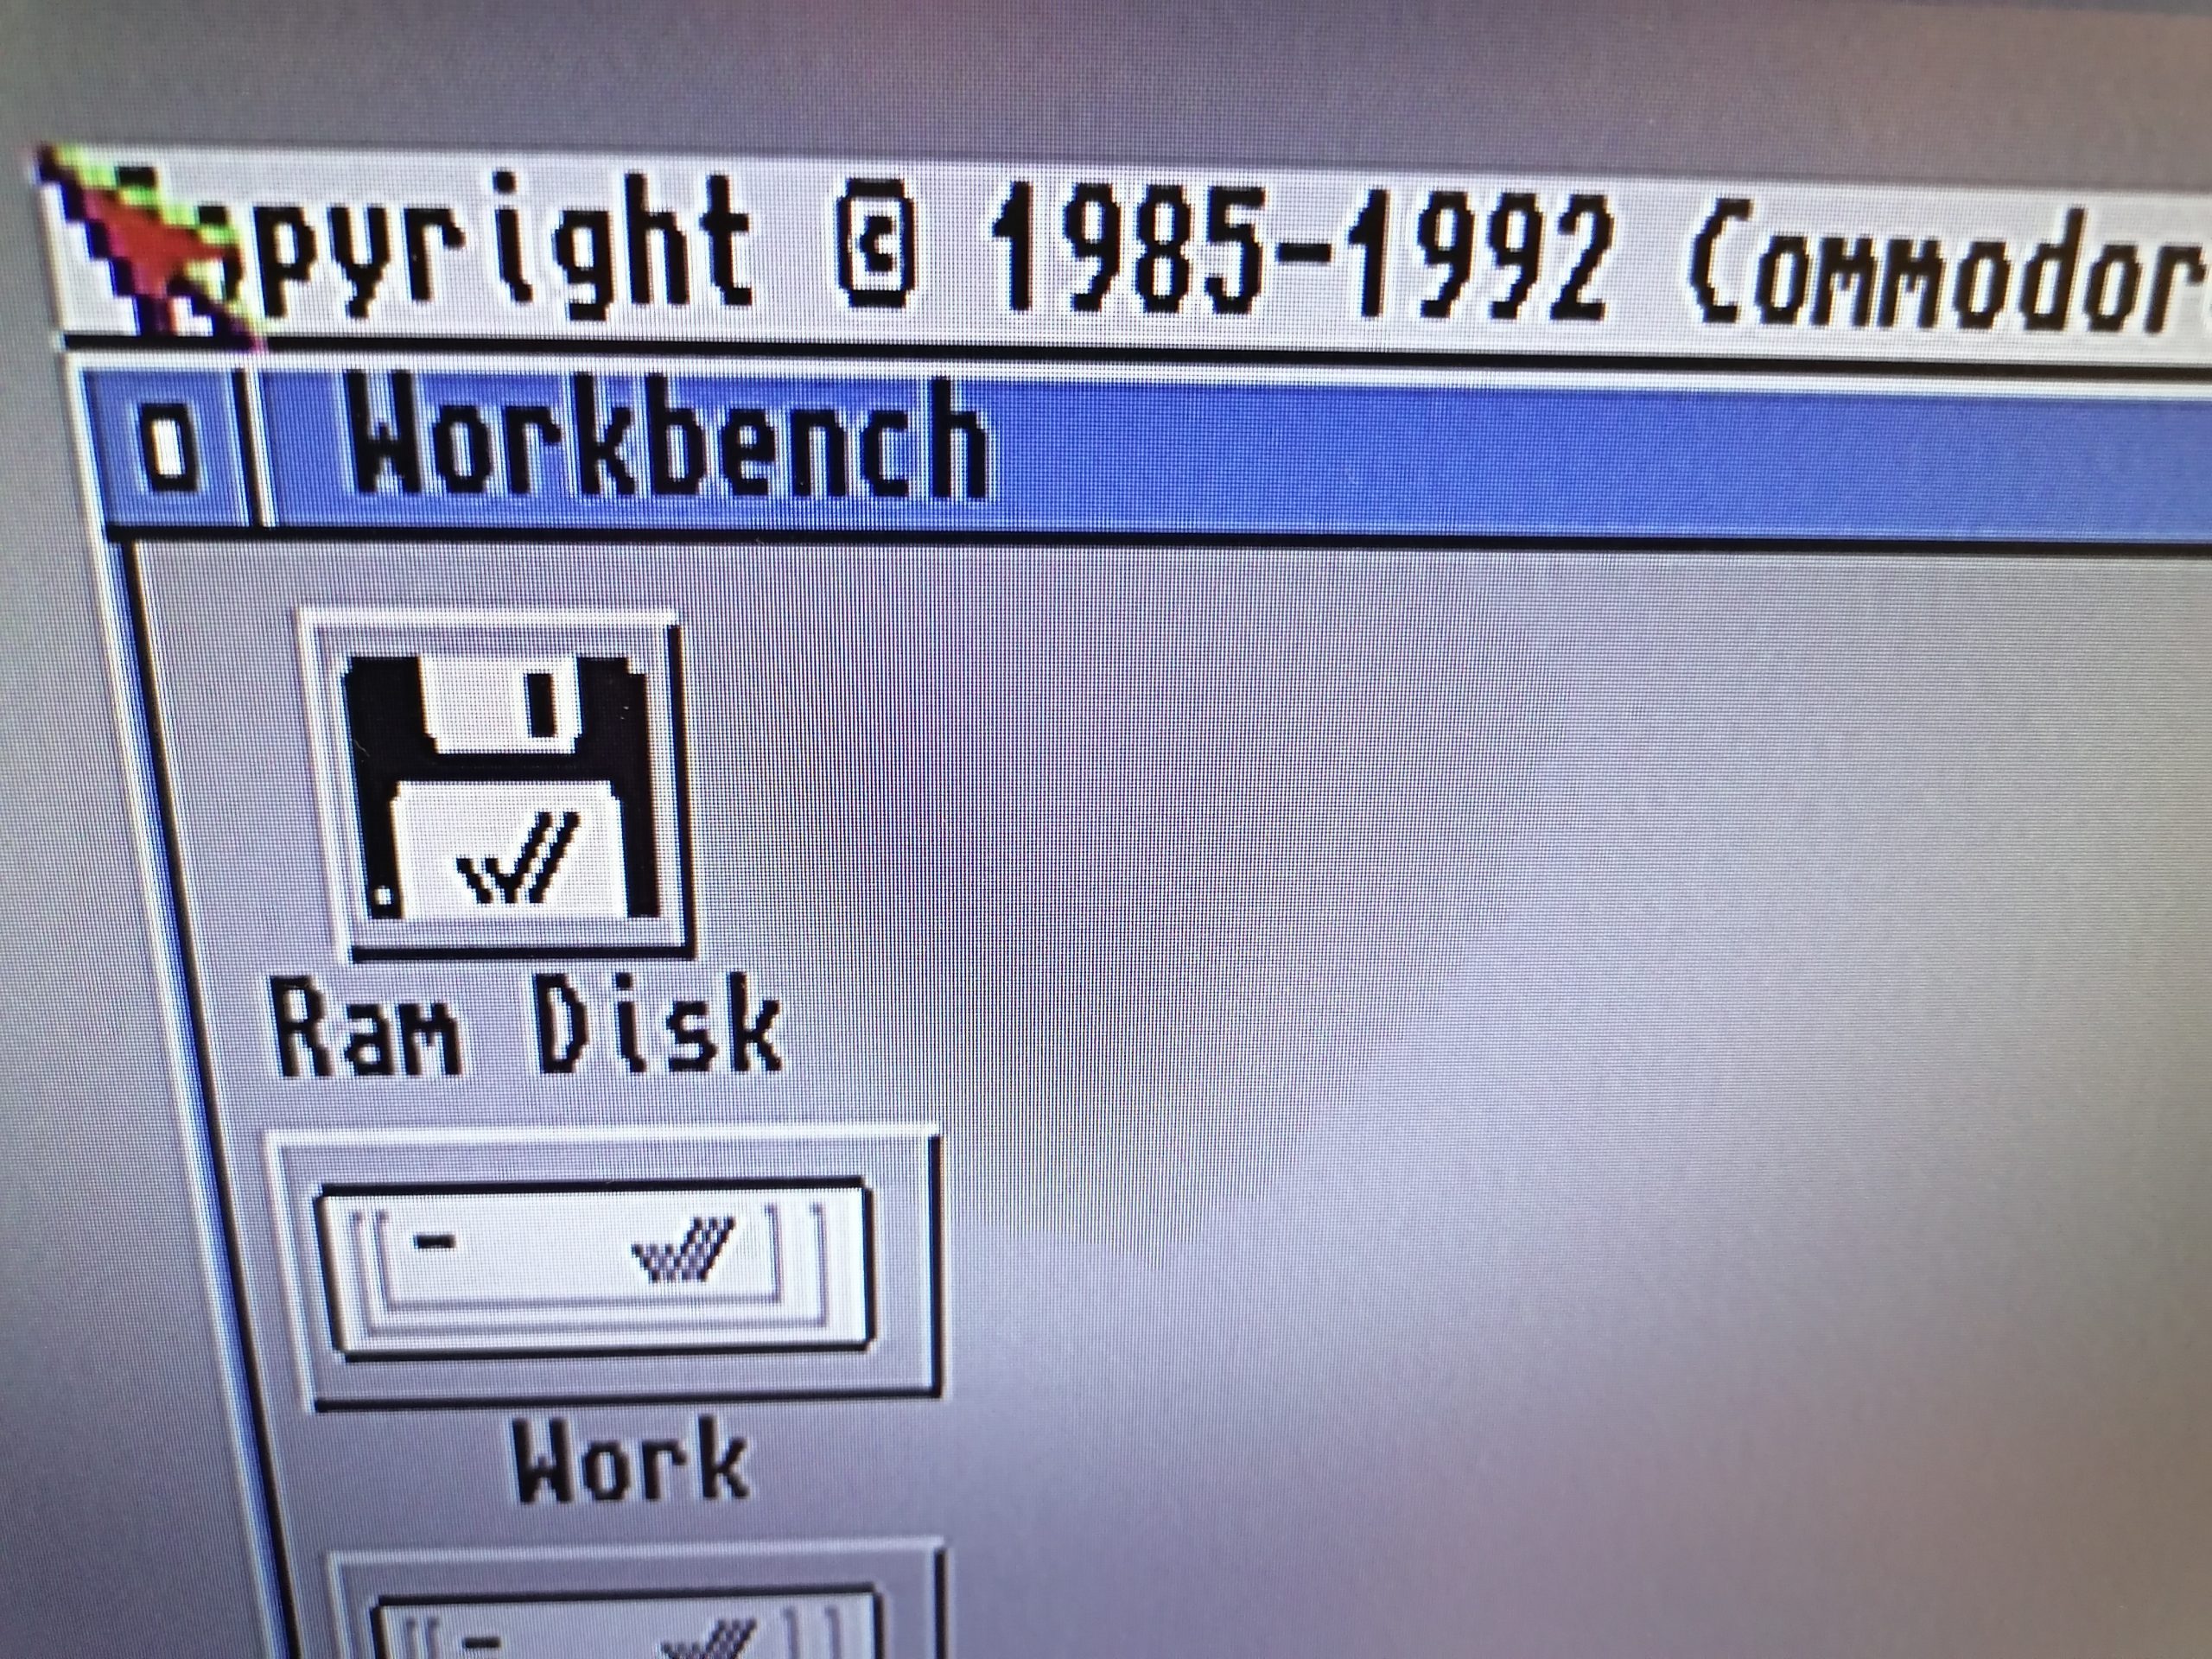 pyright © 1985-1992 Commodor
Workbench
Ram Disk
Work